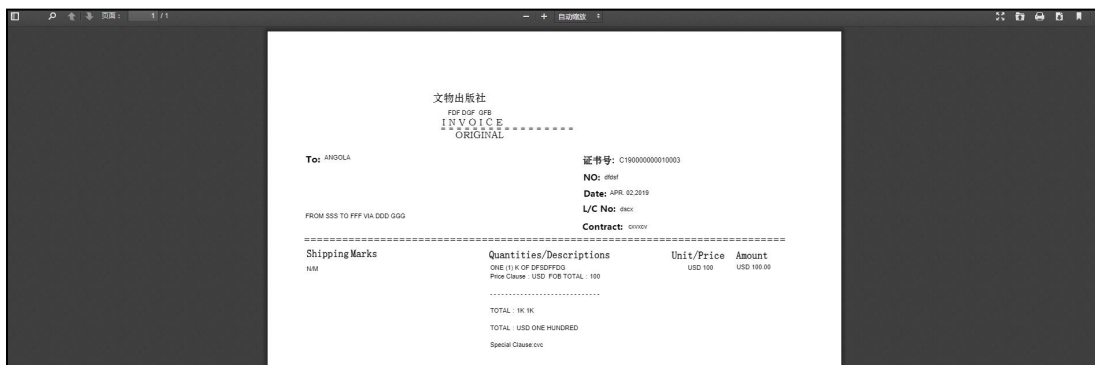 页面： 1 / 1
自动缩放
文物出版社
FDF DGF GFB
INVOICE
ORIGINAL
To: ANGOLA
证书号: C190000000010003
NO: dfdsf
Date: APR. 02,2019
L/C No: dscx
FROM SSS TO FFF VIA DDD GGG
Contract: cxvxcv
Shipping Marks Quantities/Descriptions Unit/Price Amount
N/M ONE (1) K OF DFSDFFDG USD 100 USD 100.00
Price Clause : USD FOB TOTAL : 100
TOTAL : 1K 1K
TOTAL : USD ONE HUNDRED
Special Clause:cvc